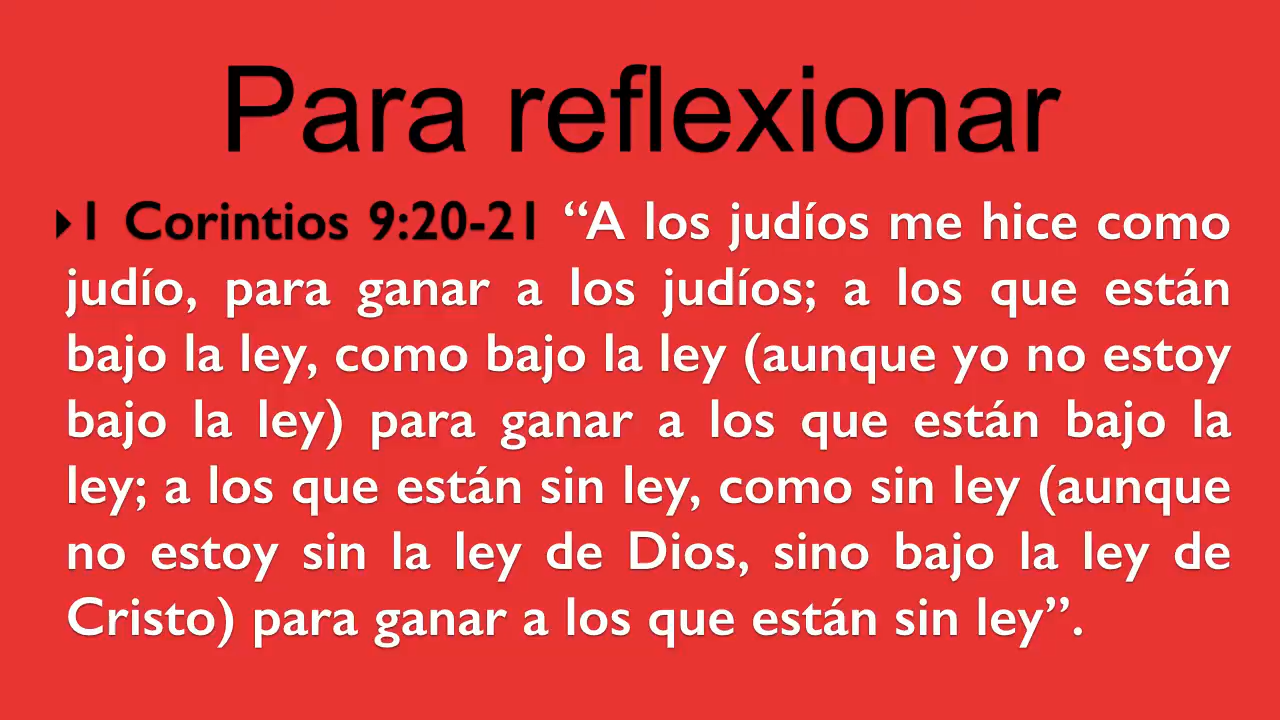 Para reflexionar
‣1 Corintios 9:20-21 “A los judíos me hice como
judío, para ganar a los judíos; a los que están
bajo la ley, como bajo la ley (aunque yo no estoy
bajo la ley) para ganar a los que están bajo la
ley; a los que están sin ley, como sin ley (aunque
no estoy sin la ley de Dios, sino bajo la ley de
Cristo) para ganar a los que están sin ley”.